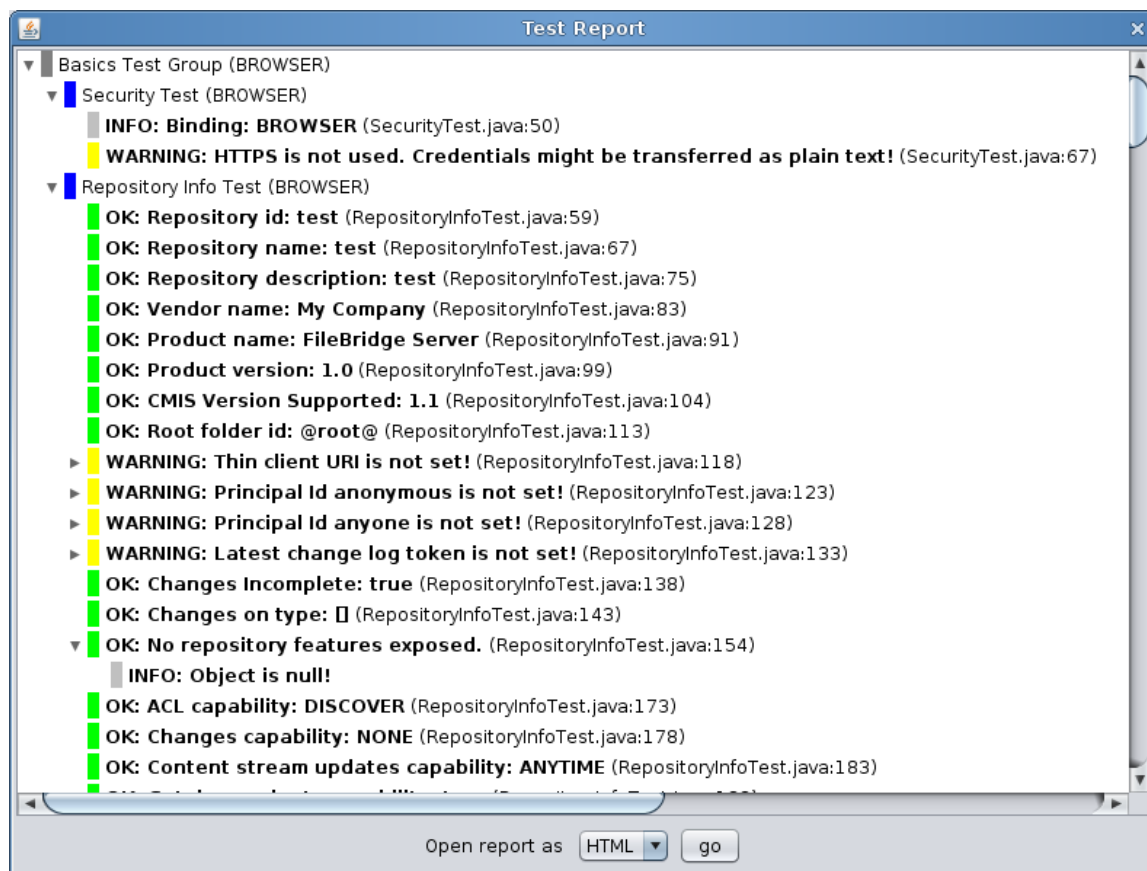 Test Report
Basics Test Group (BROWSER)
Security Test (BROWSER)
INFO: Binding: BROWSER (SecurityTest.java:50)
WARNING: HTTPS is not used. Credentials might be transferred as plain text! (SecurityTest.java:67)
Repository Info Test (BROWSER)
OK: Repository id: test (RepositoryInfoTest.java:59)
OK: Repository name: test (RepositoryInfoTest.java:67)
OK: Repository description: test (RepositoryInfoTest.java:75)
OK: Vendor name: My Company (RepositoryInfoTest.java:83)
OK: Product name: FileBridge Server (RepositoryInfoTest.java:91)
OK: Product version: 1.0 (RepositoryInfoTest.java:99)
OK: CMIS Version Supported: 1.1 (RepositoryInfoTest.java:104)
OK: Root folder id: @root@ (RepositoryInfoTest.java:113)
WARNING: Thin client URI is not set! (RepositoryInfoTest.java:118)
WARNING: Principal Id anonymous is not set! (RepositoryInfoTest.java:123)
WARNING: Principal Id anyone is not set! (RepositoryInfoTest.java:128)
WARNING: Latest change log token is not set! (RepositoryInfoTest.java:133)
OK: Changes Incomplete: true (RepositoryInfoTest.java:138)
OK: Changes on type: [] (RepositoryInfoTest.java:143)
OK: No repository features exposed. (RepositoryInfoTest.java:154)
INFO: Object is null!
OK: ACL capability: DISCOVER (RepositoryInfoTest.java:173)
OK: Changes capability: NONE (RepositoryInfoTest.java:178)
OK: Content stream updates capability: ANYTIME (RepositoryInfoTest.java:183)
Open report as HTML go